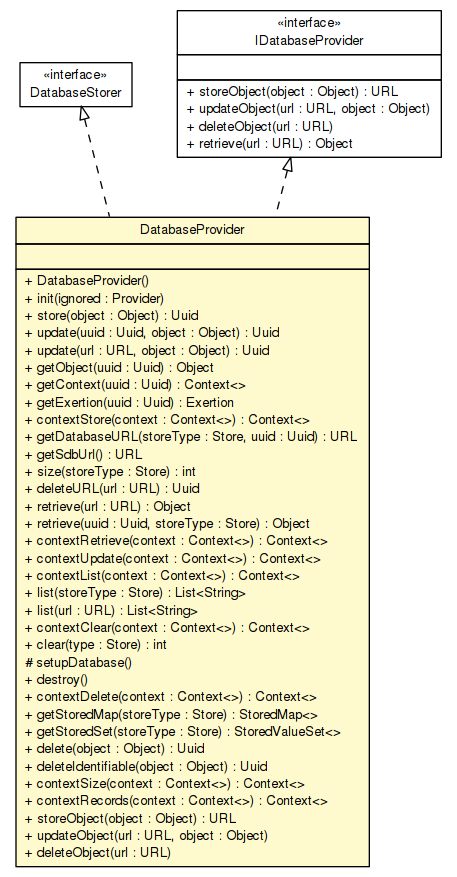 «interface»
IDatabaseProvider
+ storeObject(object : Object) : URL
+ updateObject(url : URL, object : Object)
+ deleteObject(url : URL)
+ retrieve(url : URL) : Object
«interface»
DatabaseStorer
DatabaseProvider
+ DatabaseProvider()
+ init(ignored : Provider)
+ store(object : Object) : Uuid
+ update(uuid : Uuid, object : Object) : Uuid
+ update(url : URL, object : Object) : Uuid
+ getObject(uuid : Uuid) : Object
+ getContext(uuid : Uuid) : Context<>
+ getExertion(uuid : Uuid) : Exertion
+ contextStore(context : Context<>) : Context<>
+ getDatabaseURL(storeType : Store, uuid : Uuid) : URL
+ getSdbUrl() : URL
+ size(storeType : Store) : int
+ deleteURL(url : URL) : Uuid
+ retrieve(url : URL) : Object
+ retrieve(uuid : Uuid, storeType : Store) : Object
+ contextRetrieve(context : Context<>) : Context<>
+ contextUpdate(context : Context<>) : Context<>
+ contextList(context : Context<>) : Context<>
+ list(storeType : Store) : List<String>
+ list(url : URL) : List<String>
+ contextClear(context : Context<>) : Context<>
+ clear(type : Store) : int
# setupDatabase()
+ destroy()
+ contextDelete(context : Context<>) : Context<>
+ getStoredMap(storeType : Store) : StoredMap<>
+ getStoredSet(storeType : Store) : StoredValueSet<>
+ delete(object : Object) : Uuid
+ deleteIdentifiable(object : Object) : Uuid
+ contextSize(context : Context<>) : Context<>
+ contextRecords(context : Context<>) : Context<>
+ storeObject(object : Object) : URL
+ updateObject(url : URL, object : Object)
+ deleteObject(url : URL)